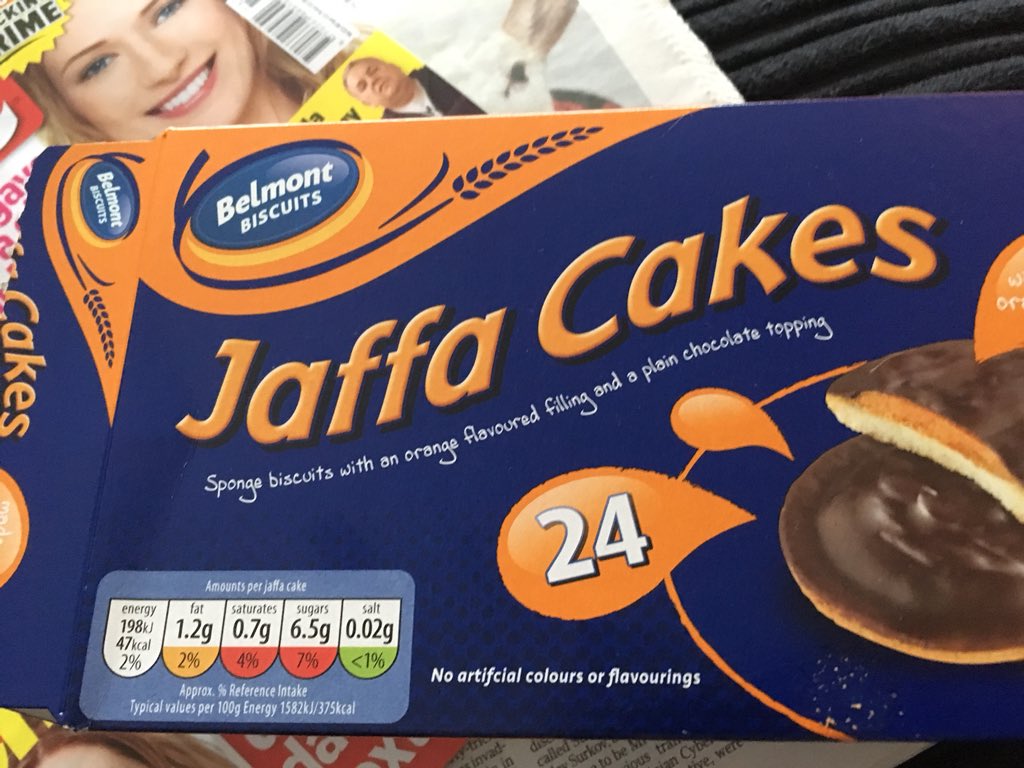 Belmont
BISCUITS
Belmont
BISCUITS
Jaffa Cakes
Cakes
Sponge biscuits with an orange flavoured filling and a plain chocolate topping
24
Amounts per jaffa cake
energy 198kJ 47kcal 2%
fat 1.2g 2%
saturates 0.7g 4%
sugars 6.5g 7%
salt 0.02g <1%
Approx. % Reference Intake
Typical values per 100g Energy 1582kJ/375kcal
No artifcial colours or flavourings